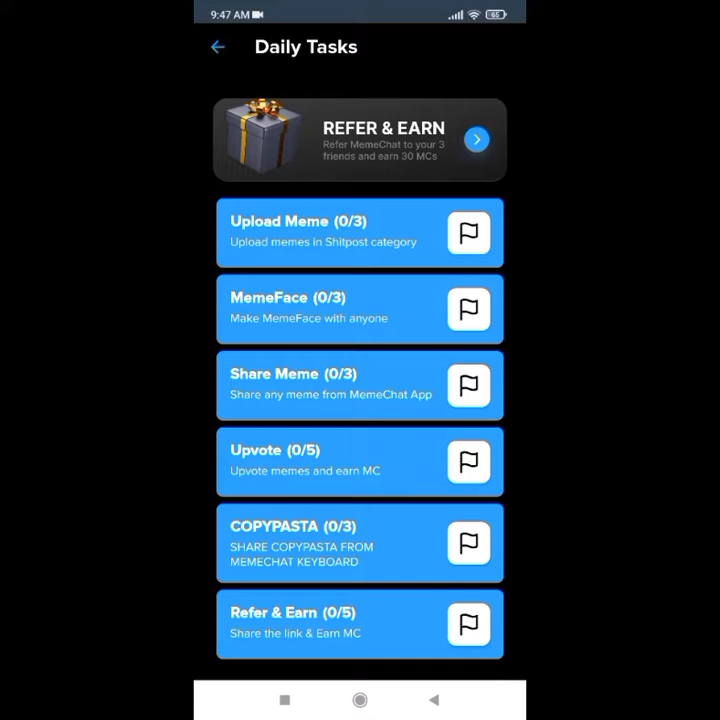 9:47 AM
65
Daily Tasks
REFER & EARN
Refer MemeChat to your 3
friends and earn 30 MCs
Upload Meme (0/3)
Upload memes in Shitpost category
MemeFace (0/3)
Make MemeFace with anyone
Share Meme (0/3)
Share any meme from MemeChat App
Upvote (0/5)
Upvote memes and earn MC
COPYPASTA (0/3)
SHARE COPYPASTA FROM
MEMECHAT KEYBOARD
Refer & Earn (0/5)
Share the link & Earn MC